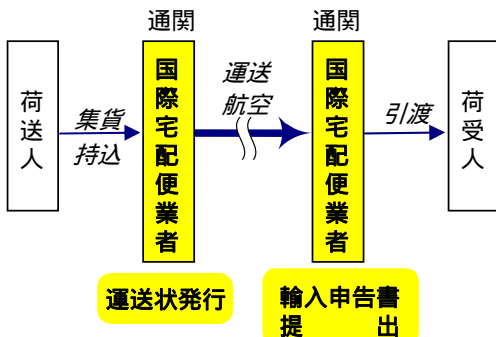 通関
通関
荷送人
集貨
持込
国際宅配便業者
運送
航空
国際宅配便業者
引渡
荷受人
運送状発行
輸入申告書
提 出